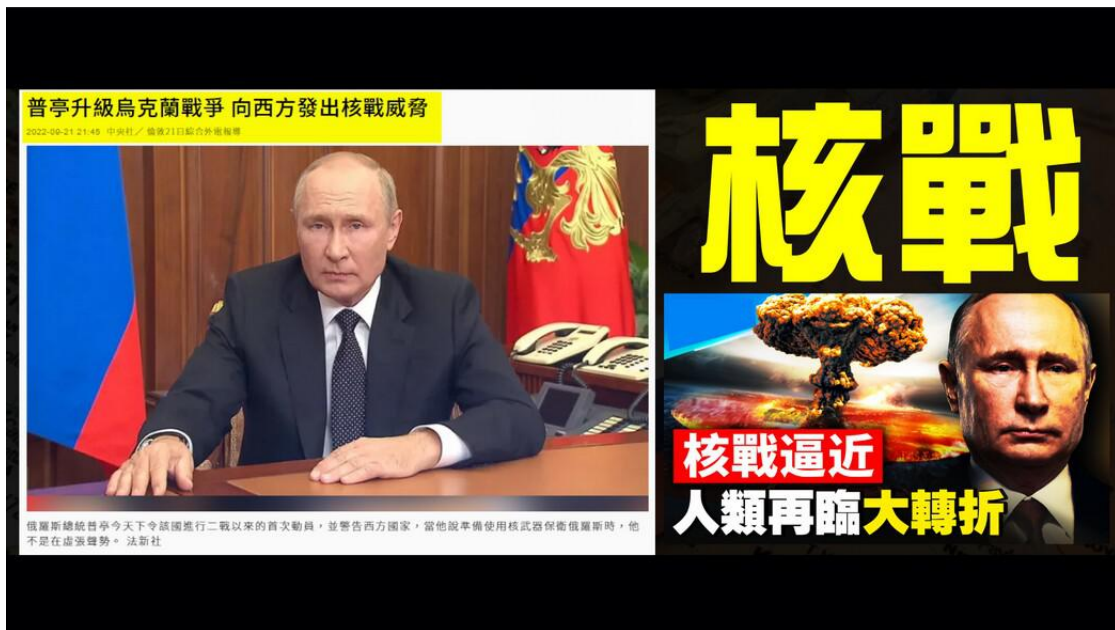 普亭升級烏克蘭戰爭 向西方發出核戰威脅
2022-09-21 21:45 中央社／ 倫敦21日綜合外電報導
俄羅斯總統普亭今天下令該國進行二戰以來的首次動員，並警告西方國家，當他說準備使用核武器保衛俄羅斯時，他
不是在虛張聲勢。 法新社
核戰
核戰逼近
人類再臨大轉折